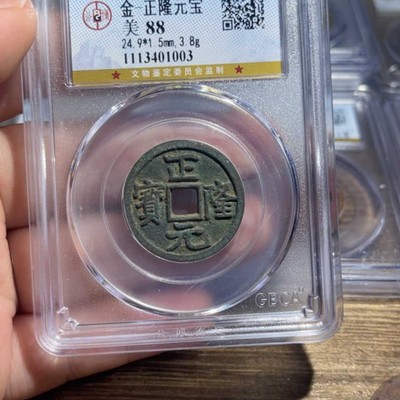 金 正隆元宝
美 88
24.9*1.5mm,3.8g
1113401003
★ 文物鉴定委员会监制 ★
正隆元寶
GBCA